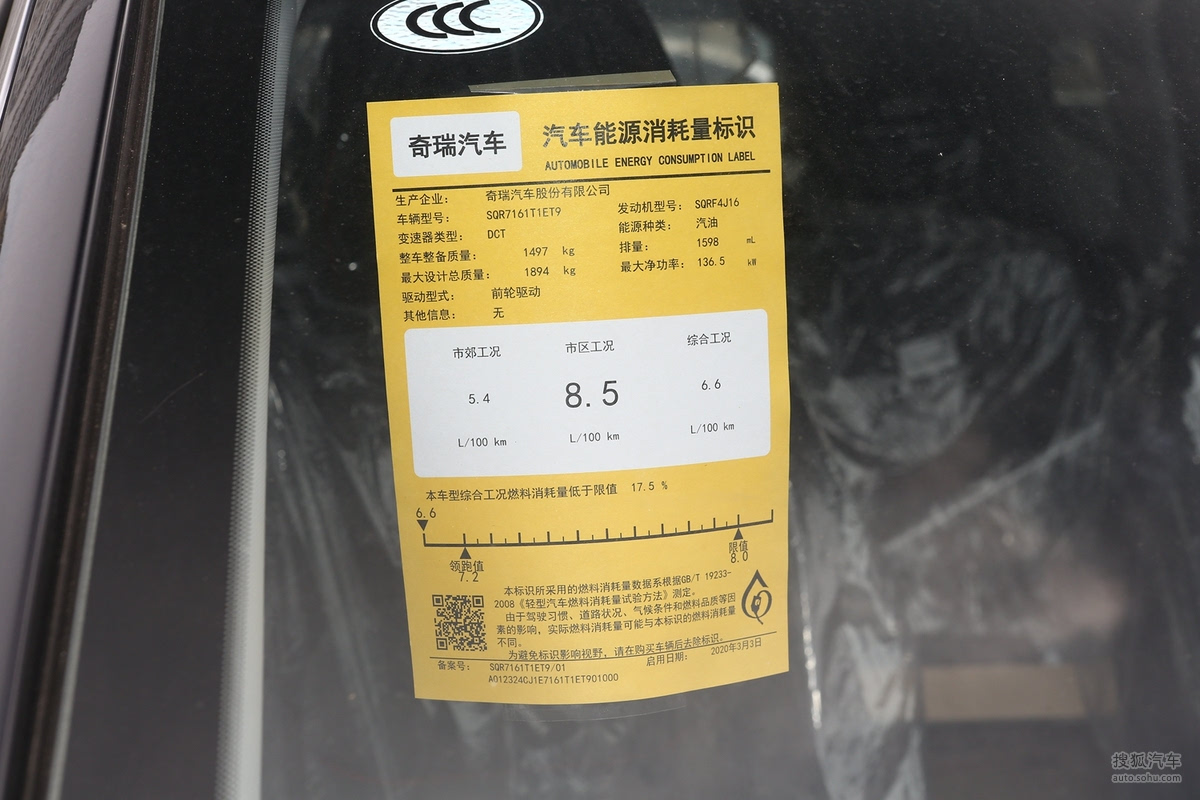 CCC
奇瑞汽车
汽车能源消耗量标识
AUTOMOBILE ENERGY CONSUMPTION LABEL
生产企业: 奇瑞汽车股份有限公司
车辆型号: SQR7161T1ET9 发动机型号: SQRF4J16
变速器类型: DCT 能源种类: 汽油
整车整备质量: 1497 kg 排量: 1598 mL
最大设计总质量: 1894 kg 最大净功率: 136.5 kW
驱动型式: 前轮驱动
其他信息: 无
市郊工况 市区工况 综合工况
5.4 8.5 6.6
L/100 km L/100 km L/100 km
本车型综合工况燃料消耗量低于限值 17.5 %
6.6
领跑值 限值
7.2 8.0
本标识所采用的燃料消耗量数据系根据GB/T 19233-
2008《轻型汽车燃料消耗量试验方法》测定。
由于驾驶习惯、道路状况、气候条件和燃料品质等因
素的影响，实际燃料消耗量可能与本标识的燃料消耗量
不同。
为避免标识影响视野，请在购买车辆后去除标识。
备案号: SQR7161T1ET9/01 启用日期: 2020年3月3日
A012324CJ1E7161T1ET901000
搜狐汽车
auto.sohu.com